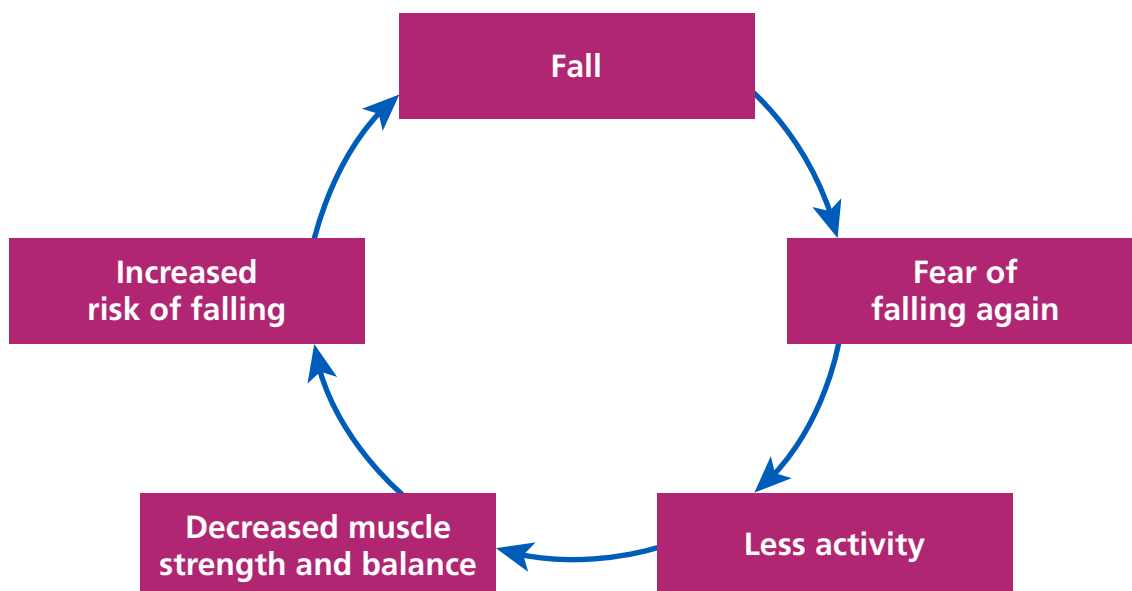 Fall
Fear of
falling again
Less activity
Decreased muscle
strength and balance
Increased
risk of falling